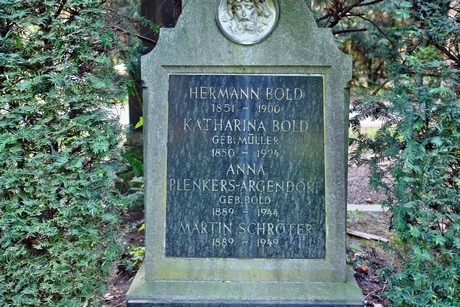 HERMANN BOLD
1851 - 1900
KATHARINA BOLD
GEB. MÜLLER
1850 - 1924
ANNA
PLENKERS-ARGENDORF
GEB. BOLD
1889 - 1944
MARTIN SCHRÖTER
1889 - 1949